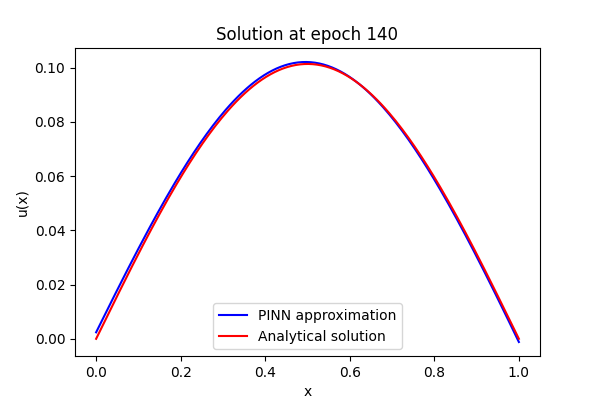 Solution at epoch 140
u(x)
0.10
0.08
0.06
0.04
0.02
0.00
PINN approximation
Analytical solution
0.0 0.2 0.4 0.6 0.8 1.0
x